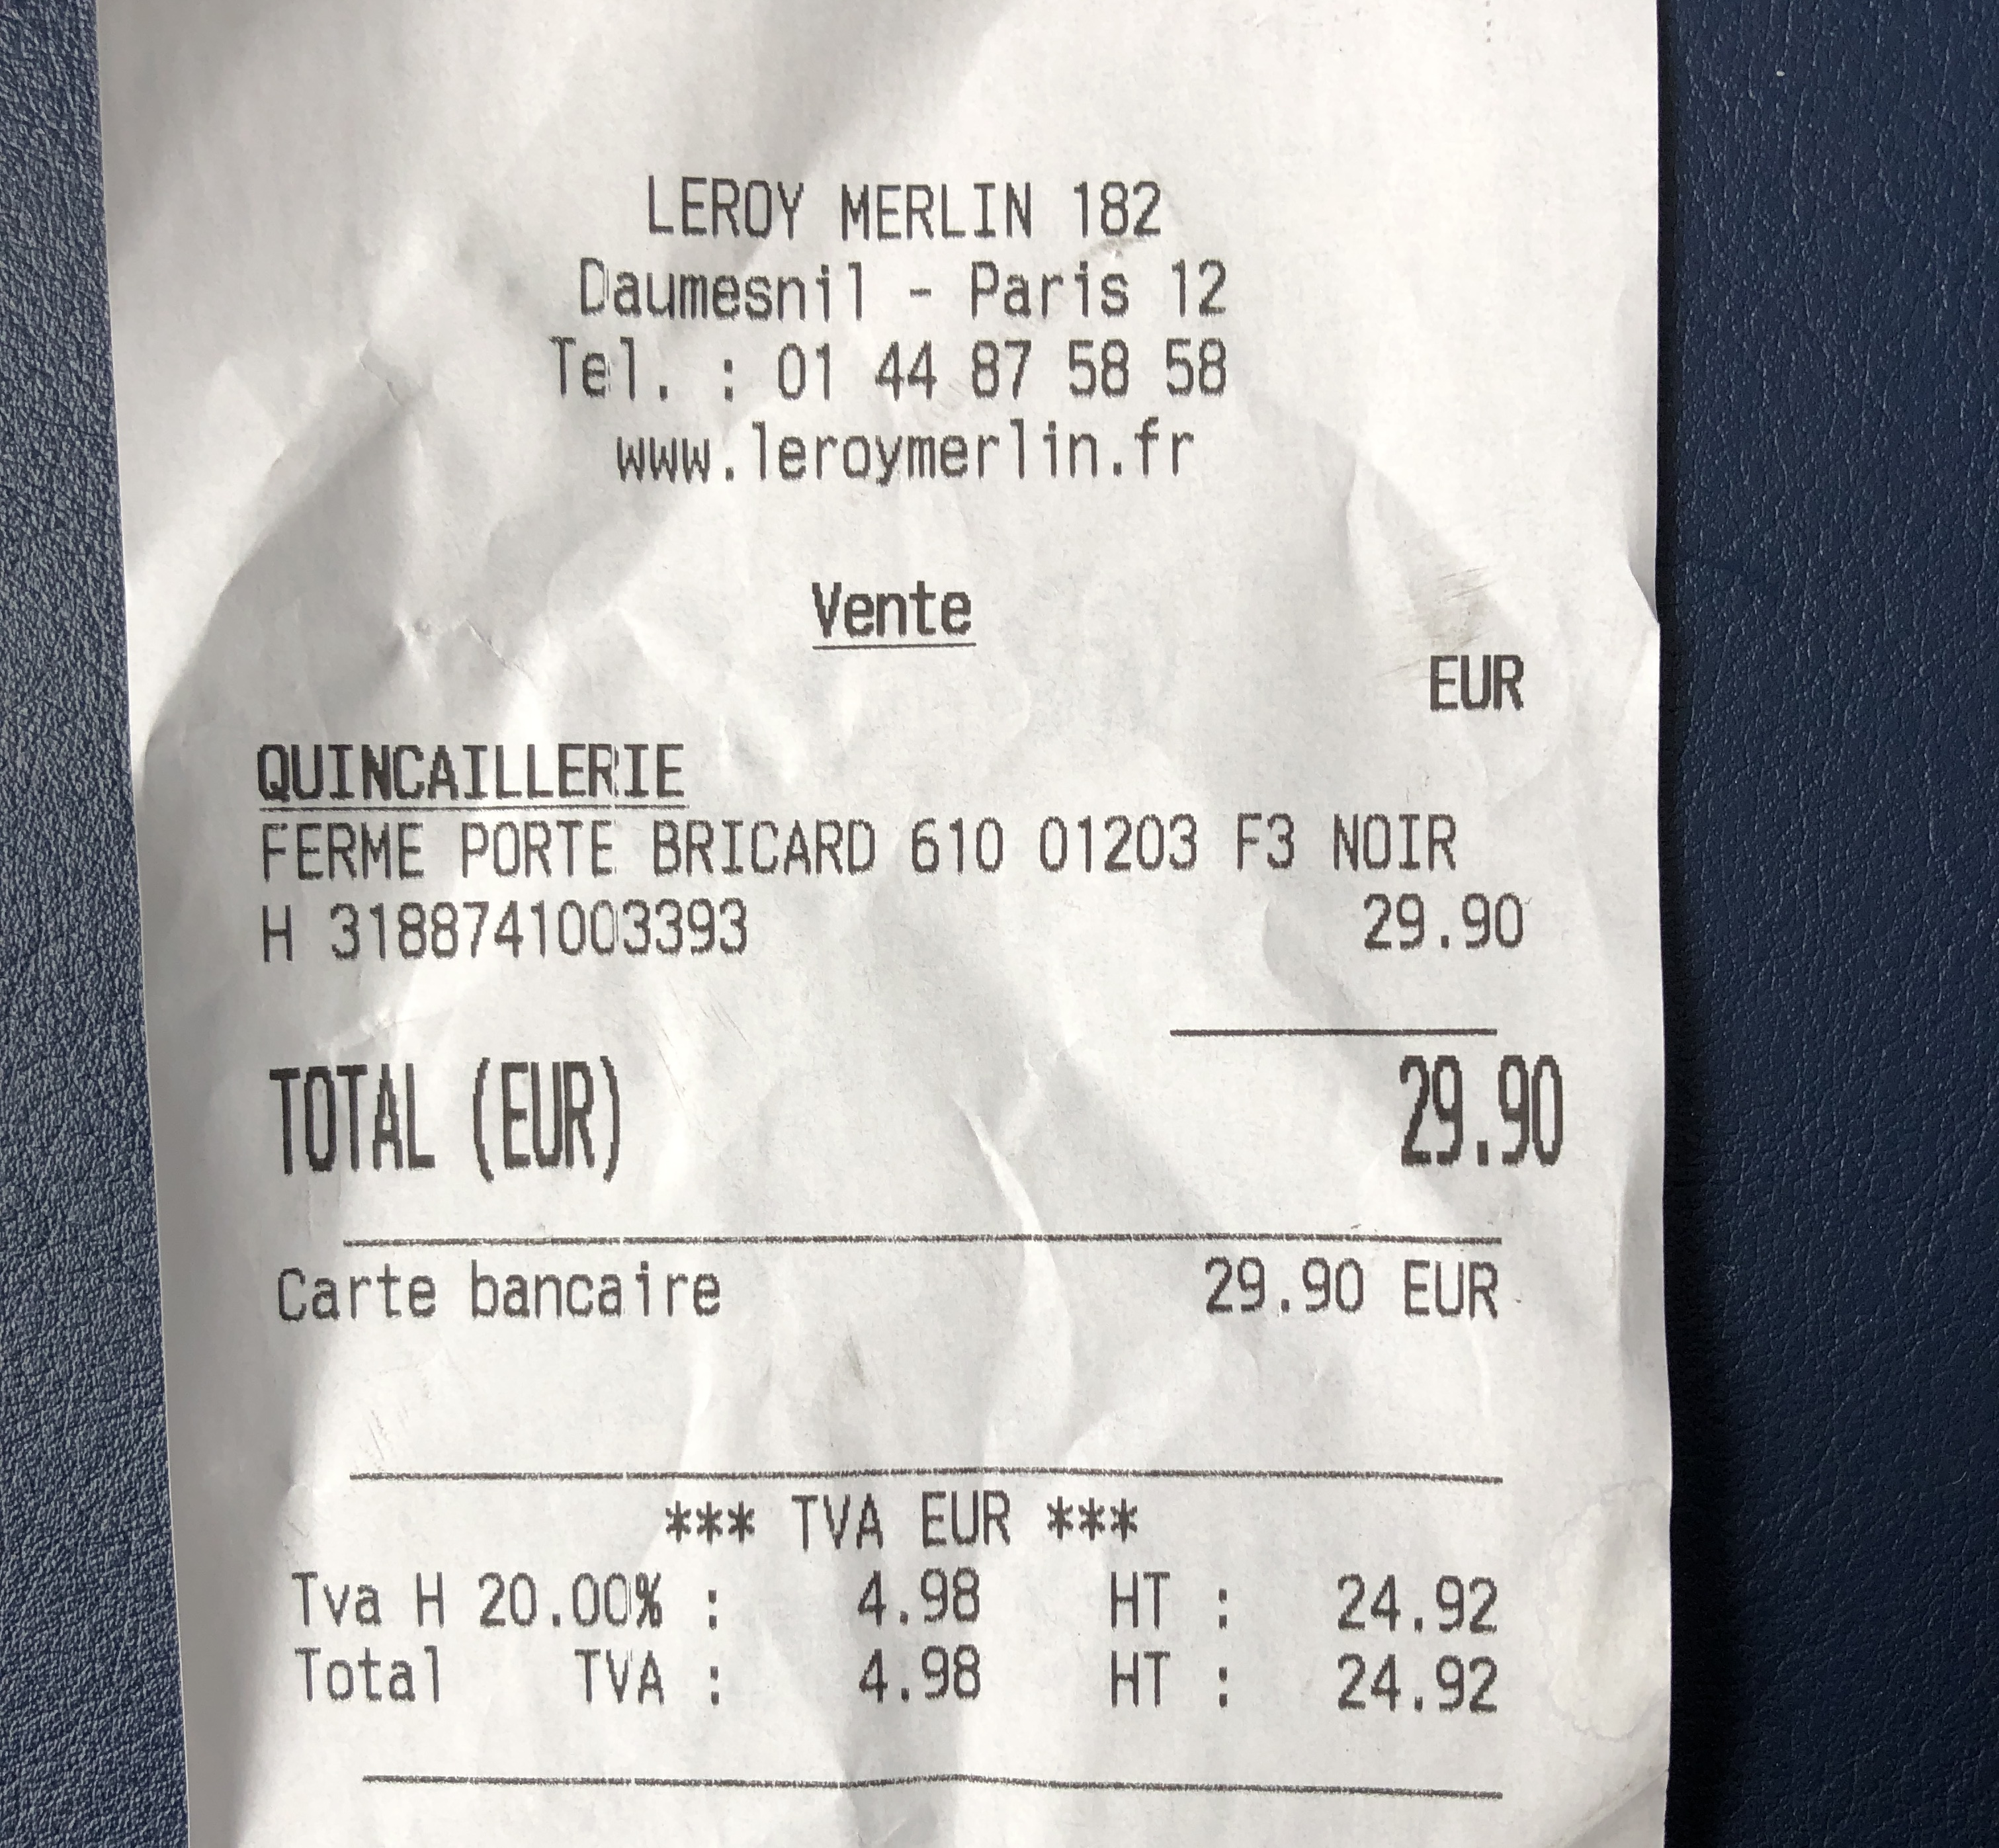 LEROY MERLIN 182
Daumesnil - Paris 12
Tel. : 01 44 87 58 58
www.leroymerlin.fr
Vente
EUR
QUINCAILLERIE
FERME PORTE BRICARD 610 01203 F3 NOIR
H 3188741003393 29.90
TOTAL (EUR) 29.90
Carte bancaire 29.90 EUR
*** TVA EUR ***
Tva H 20.00% : 4.98 HT : 24.92
Total TVA : 4.98 HT : 24.92